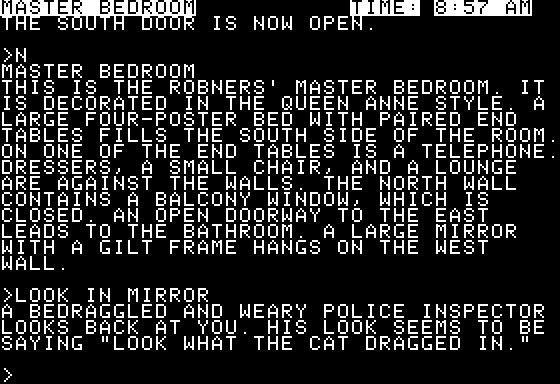 MASTER BEDROOM TIME: 8:57 AM
THE SOUTH DOOR IS NOW OPEN.
>N
MASTER BEDROOM
THIS IS THE ROBNERS' MASTER BEDROOM. IT
IS DECORATED IN THE QUEEN ANNE STYLE. A
LARGE FOUR-POSTER BED WITH PAIRED END
TABLES FILLS THE SOUTH SIDE OF THE ROOM.
ON ONE OF THE END TABLES IS A TELEPHONE.
DRESSERS, A SMALL CHAIR, AND A LOUNGE
ARE AGAINST THE WALLS. THE NORTH WALL
CONTAINS A BALCONY WINDOW, WHICH IS
CLOSED. AN OPEN DOORWAY TO THE EAST
LEADS TO THE BATHROOM. A LARGE MIRROR
WITH A GILT FRAME HANGS ON THE WEST
WALL.
>LOOK IN MIRROR
A BEDRAGGLED AND WEARY POLICE INSPECTOR
LOOKS BACK AT YOU. HIS LOOK SEEMS TO BE
SAYING "LOOK WHAT THE CAT DRAGGED IN."
>